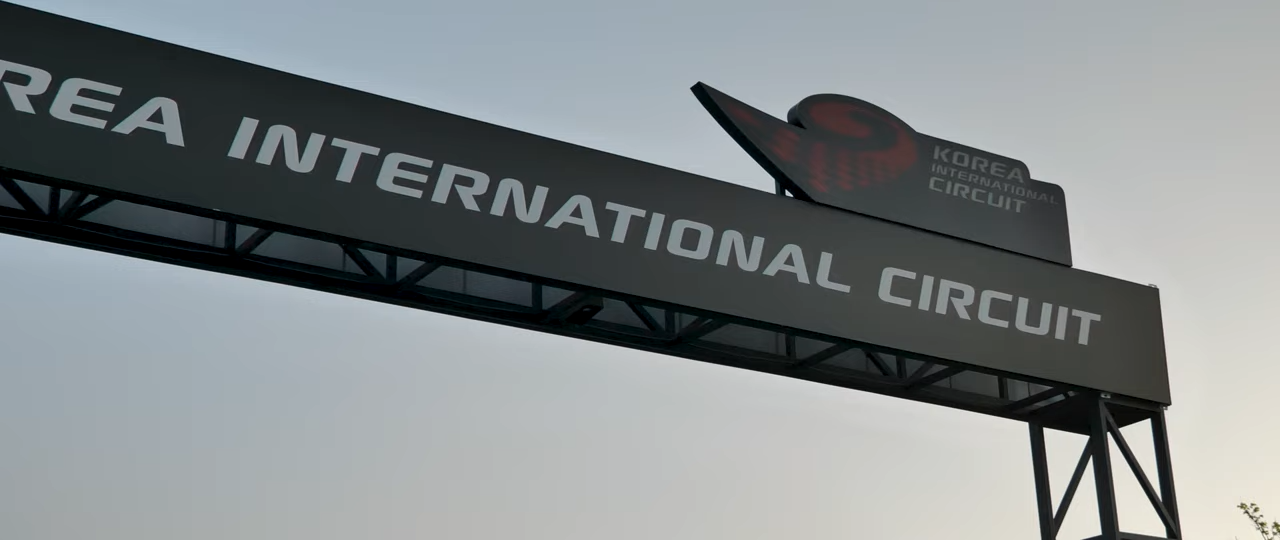 REA INTERNATIONAL CIRCUIT
KOREA
INTERNATIONAL
CIRCUIT